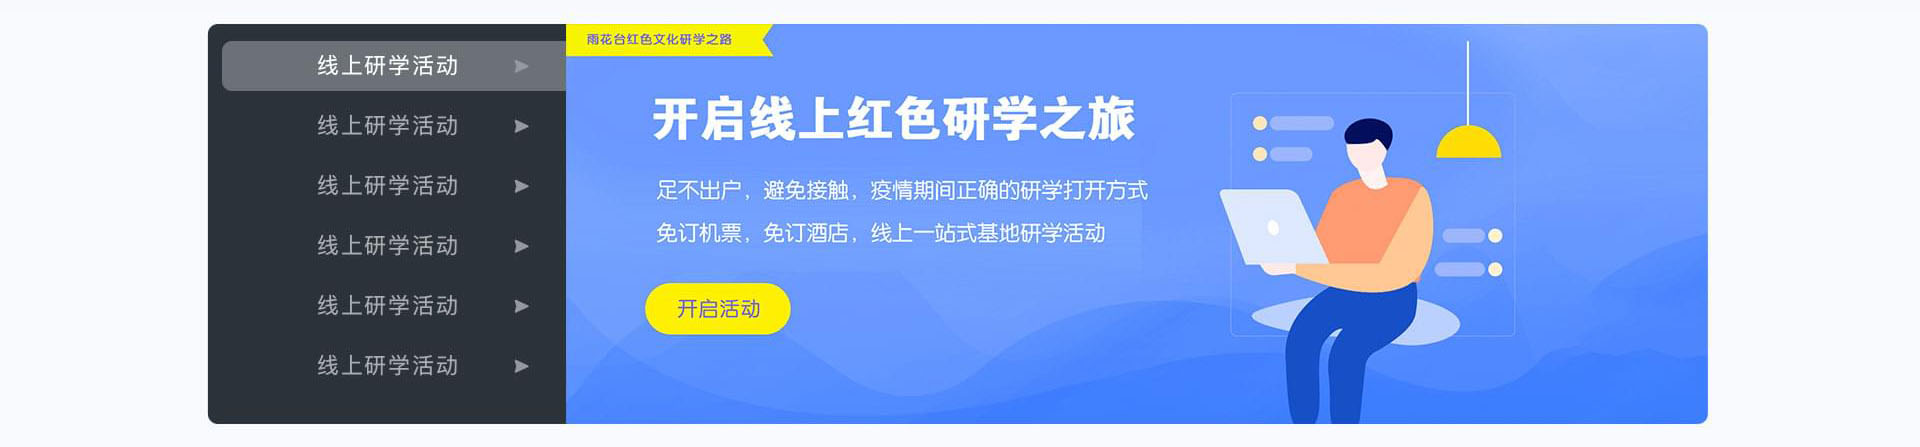 线上研学活动
线上研学活动
线上研学活动
线上研学活动
线上研学活动
线上研学活动
雨花台红色文化研学之路
开启线上红色研学之旅
足不出户，避免接触，疫情期间正确的研学打开方式
免订机票，免订酒店，线上一站式基地研学活动
开启活动